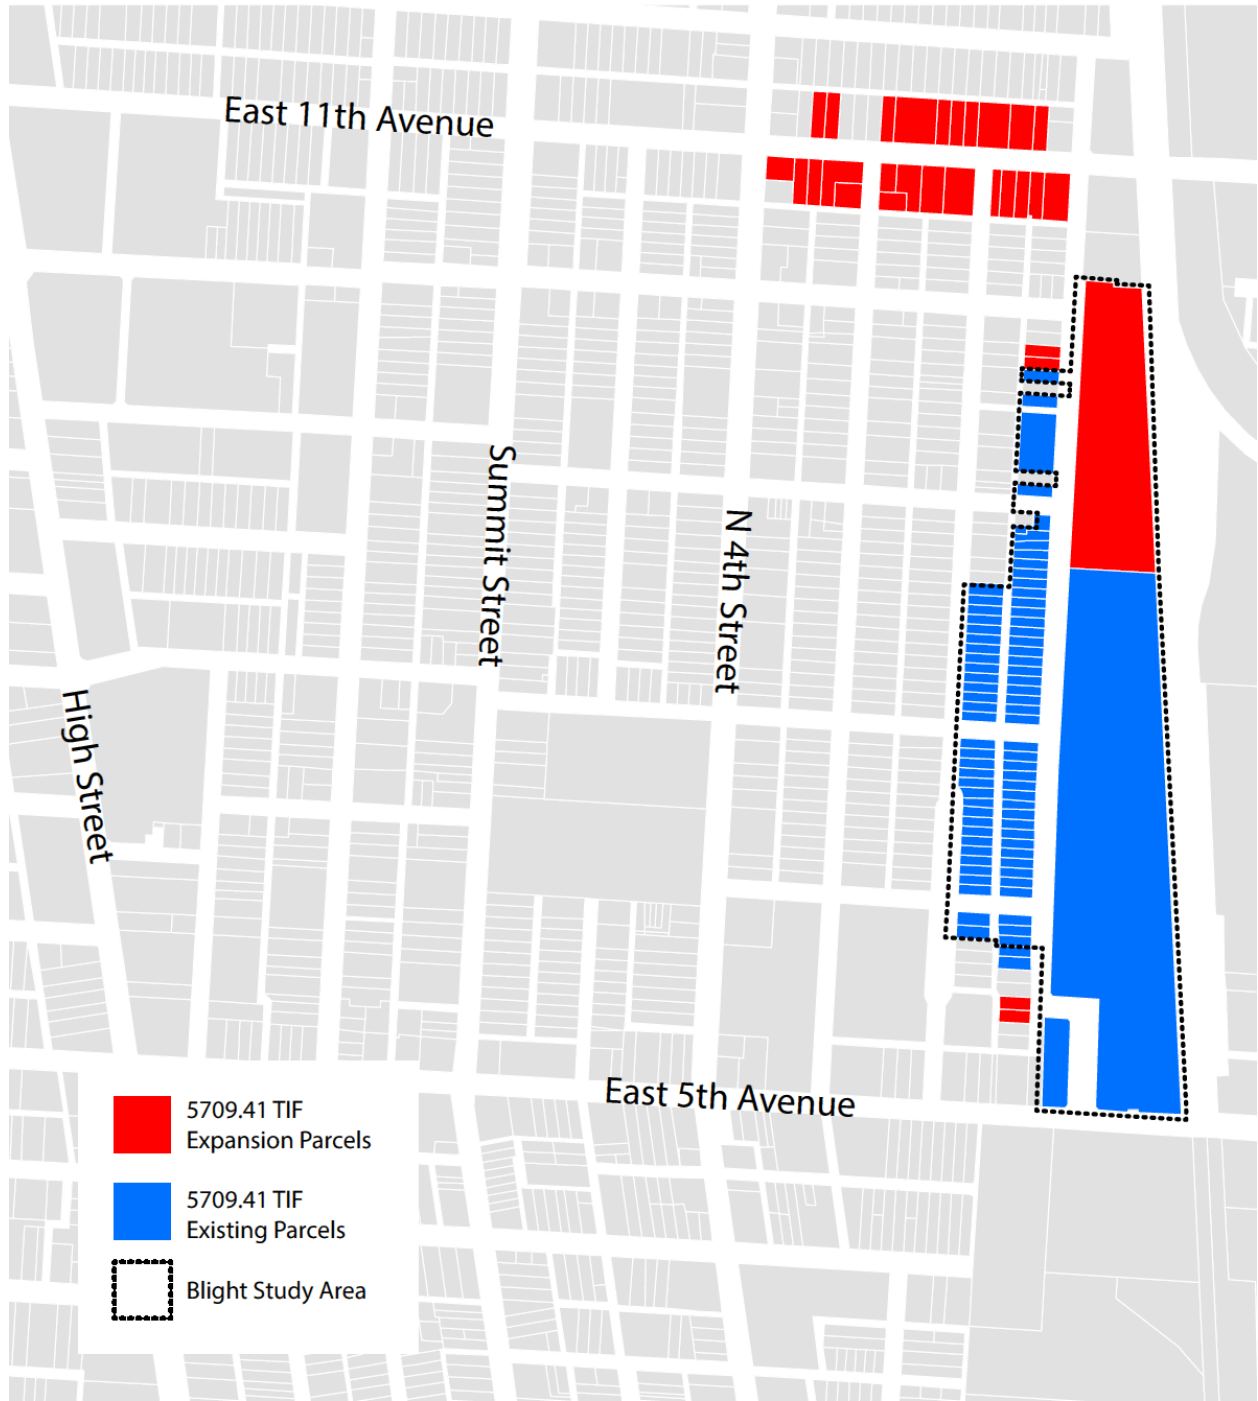 East 11th Avenue
Summit Street
N 4th Street
High Street
East 5th Avenue
5709.41 TIF
Expansion Parcels
5709.41 TIF
Existing Parcels
Blight Study Area